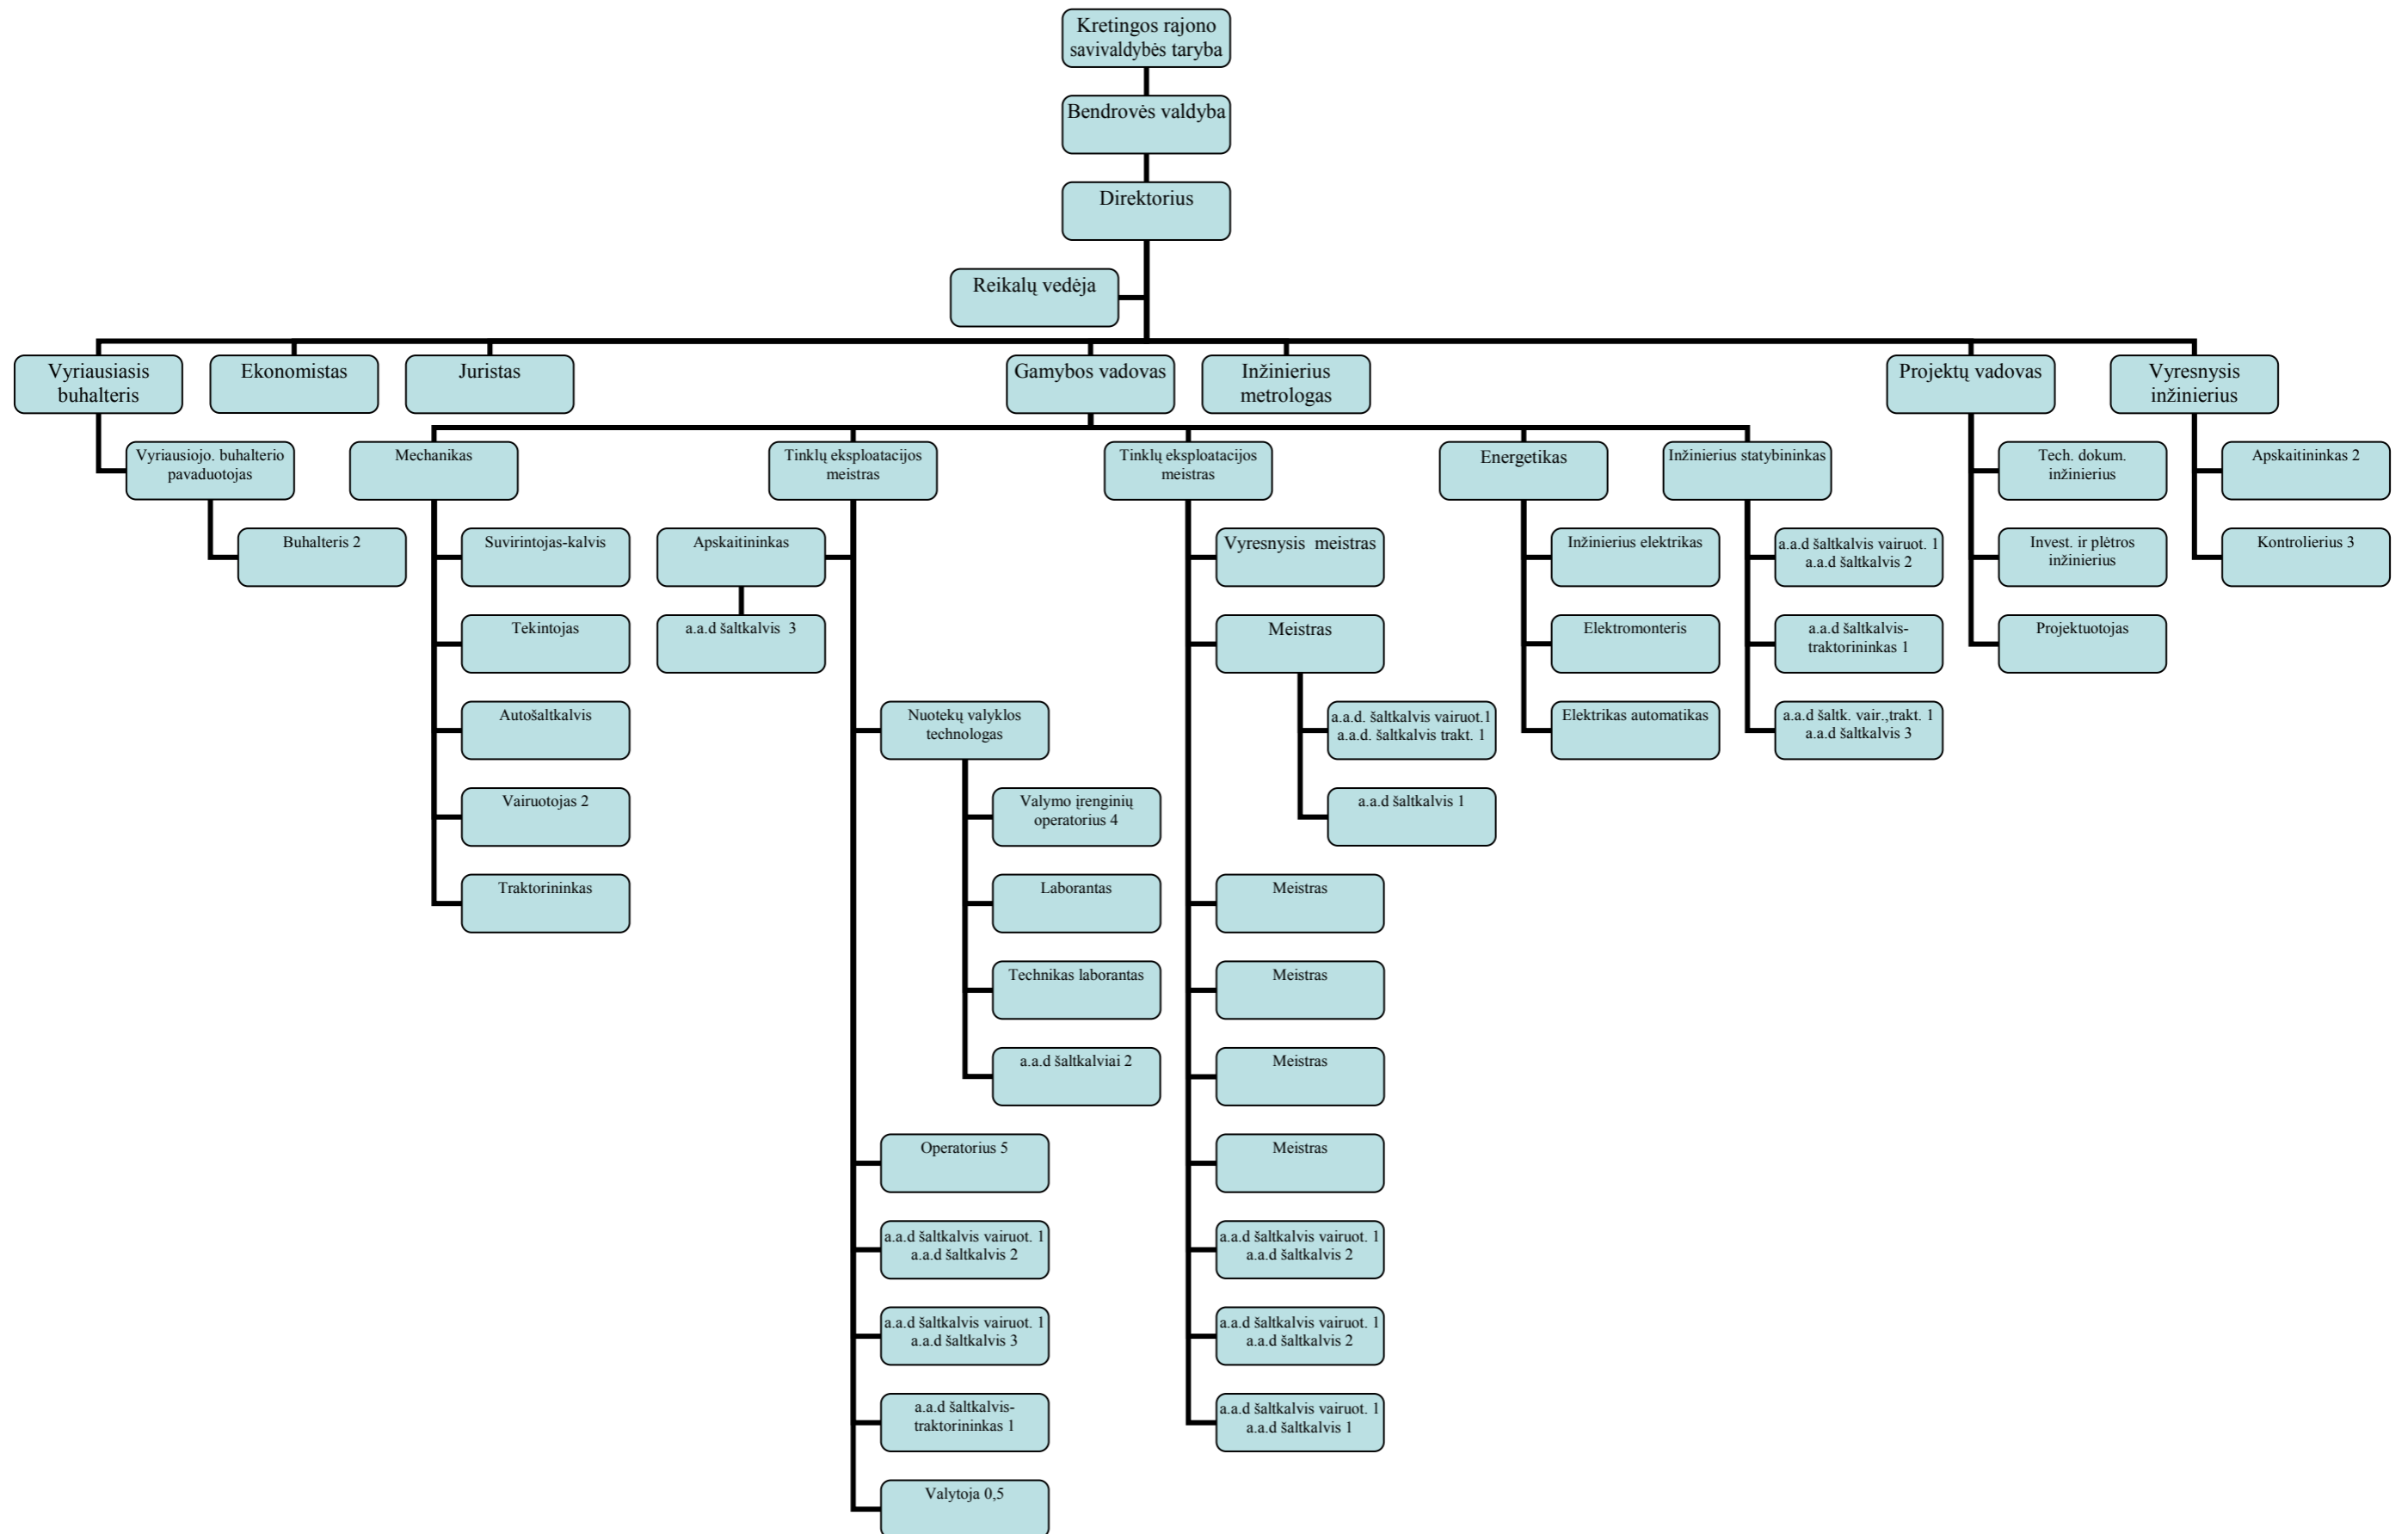 Kretingos rajono
savivaldybės taryba
Bendrovės valdyba
Direktorius
Reikalų vedėja
Vyriausiasis
buhalteris
Ekonomistas
Juristas
Gamybos vadovas
Inžinierius
metrologas
Projektų vadovas
Vyresnysis
inžinierius
Vyriausiojo. buhalterio
pavaduotojas
Mechanikas
Tinklų eksploatacijos
meistras
Tinklų eksploatacijos
meistras
Energetikas
Inžinierius statybininkas
Tech. dokum.
inžinierius
Apskaitininkas 2
Buhalteris 2
Suvirintojas-kalvis
Apskaitininkas
Vyresnysis  meistras
Inžinierius elektrikas
a.a.d šaltkalvis vairuot. 1
a.a.d šaltkalvis 2
Invest. ir plėtros
inžinierius
Kontrolierius 3
Tekintojas
a.a.d šaltkalvis  3
Meistras
Elektromonteris
a.a.d šaltkalvis-
traktorininkas 1
Projektuotojas
Autošaltkalvis
Nuotekų valyklos
technologas
a.a.d. šaltkalvis vairuot.1
a.a.d. šaltkalvis trakt. 1
Elektrikas automatikas
a.a.d šaltk. vair.,trakt. 1
a.a.d šaltkalvis 3
Vairuotojas 2
Valymo įrenginių
operatorius 4
a.a.d šaltkalvis 1
Traktorininkas
Laborantas
Meistras
Technikas laborantas
Meistras
a.a.d šaltkalviai 2
Meistras
Operatorius 5
Meistras
a.a.d šaltkalvis vairuot. 1
a.a.d šaltkalvis 2
a.a.d šaltkalvis vairuot. 1
a.a.d šaltkalvis 2
a.a.d šaltkalvis vairuot. 1
a.a.d šaltkalvis 3
a.a.d šaltkalvis vairuot. 1
a.a.d šaltkalvis 2
a.a.d šaltkalvis-
traktorininkas 1
a.a.d šaltkalvis vairuot. 1
a.a.d šaltkalvis 1
Valytoja 0,5